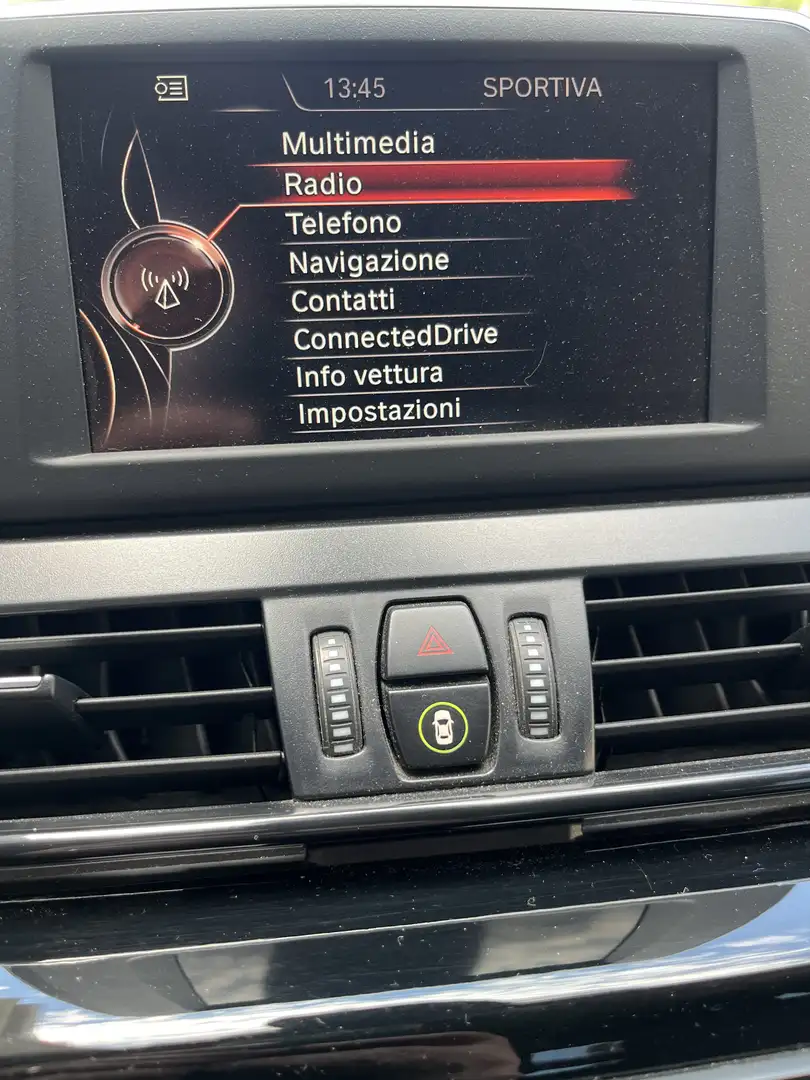 13:45 SPORTIVA
Multimedia
Radio
Telefono
Navigazione
Contatti
ConnectedDrive
Info vettura
Impostazioni